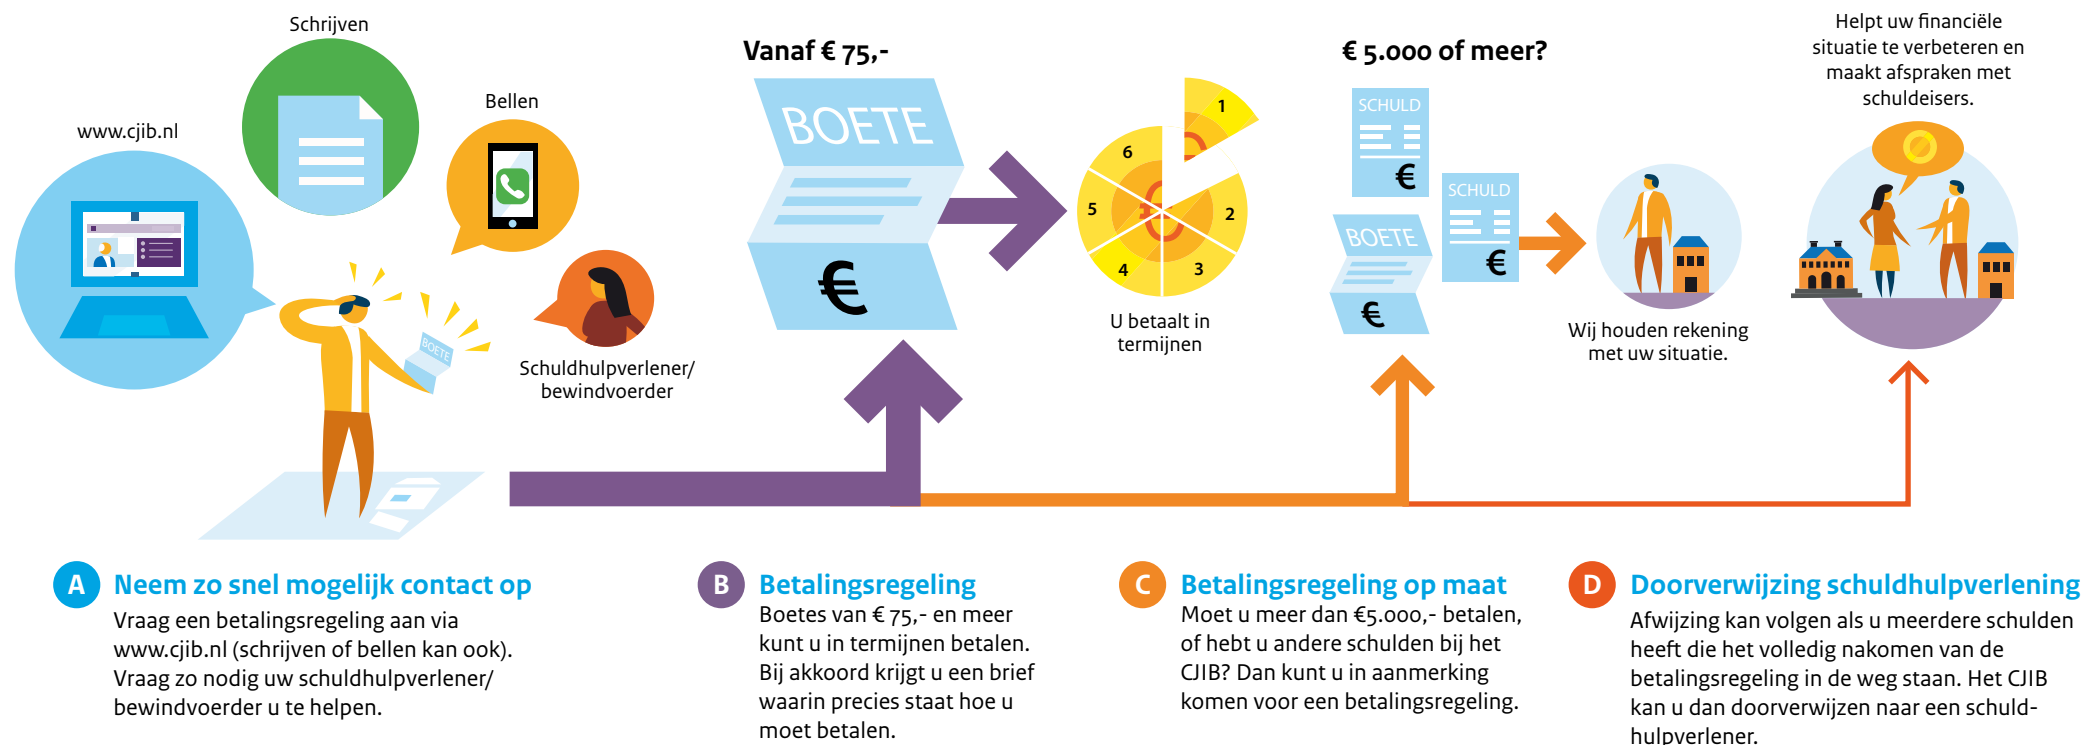 Schrijven
www.cjib.nl
Bellen
Schuldhulpverlener/
bewindvoerder
BOETE
Vanaf € 75,-
BOETE
€
1
2
3
4
5
6
€
U betaalt in
termijnen
€ 5.000 of meer?
SCHULD
€
SCHULD
€
BOETE
€
Wij houden rekening
met uw situatie.
Helpt uw financiële
situatie te verbeteren en
maakt afspraken met
schuldeisers.
A Neem zo snel mogelijk contact op
Vraag een betalingsregeling aan via
www.cjib.nl (schrijven of bellen kan ook).
Vraag zo nodig uw schuldhulpverlener/
bewindvoerder u te helpen.
B Betalingsregeling
Boetes van € 75,- en meer
kunt u in termijnen betalen.
Bij akkoord krijgt u een brief
waarin precies staat hoe u
moet betalen.
C Betalingsregeling op maat
Moet u meer dan €5.000,- betalen,
of hebt u andere schulden bij het
CJIB? Dan kunt u in aanmerking
komen voor een betalingsregeling.
D Doorverwijzing schuldhulpverlening
Afwijzing kan volgen als u meerdere schulden
heeft die het volledig nakomen van de
betalingsregeling in de weg staan. Het CJIB
kan u dan doorverwijzen naar een schuld-
hulpverlener.